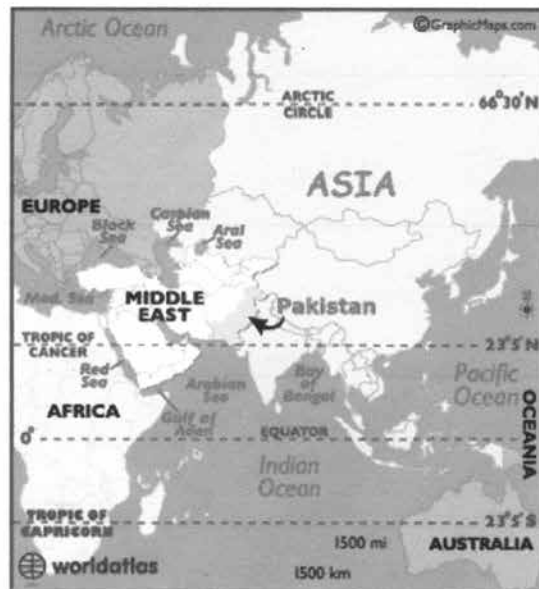 Arctic Ocean
©GraphicMaps.com
ARCTIC
CIRCLE
66°30'N
ASIA
EUROPE
Black
Sea
Caspian
Sea
Aral
Sea
Med. Sea
MIDDLE
EAST
Pakistan
TROPIC OF
CANCER
23°5'N
Red
Sea
Arabian
Sea
Bay
of
Bengal
Pacific
Ocean
AFRICA
Gulf of
Aden
OCEANIA
0°
EQUATOR
Indian
Ocean
TROPIC OF
CAPRICORN
23°5'S
1500 mi
AUSTRALIA
worldatlas
1500 km